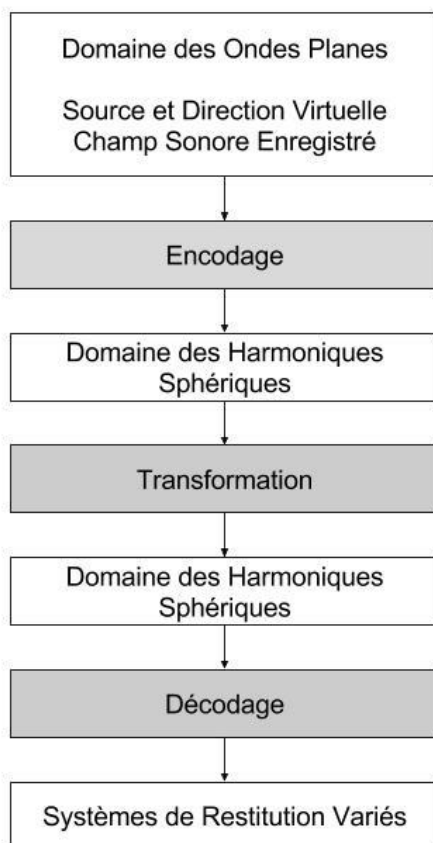 Domaine des Ondes Planes
Source et Direction Virtuelle
Champ Sonore Enregistré
Encodage
Domaine des Harmoniques
Sphériques
Transformation
Domaine des Harmoniques
Sphériques
Décodage
Systèmes de Restitution Variés